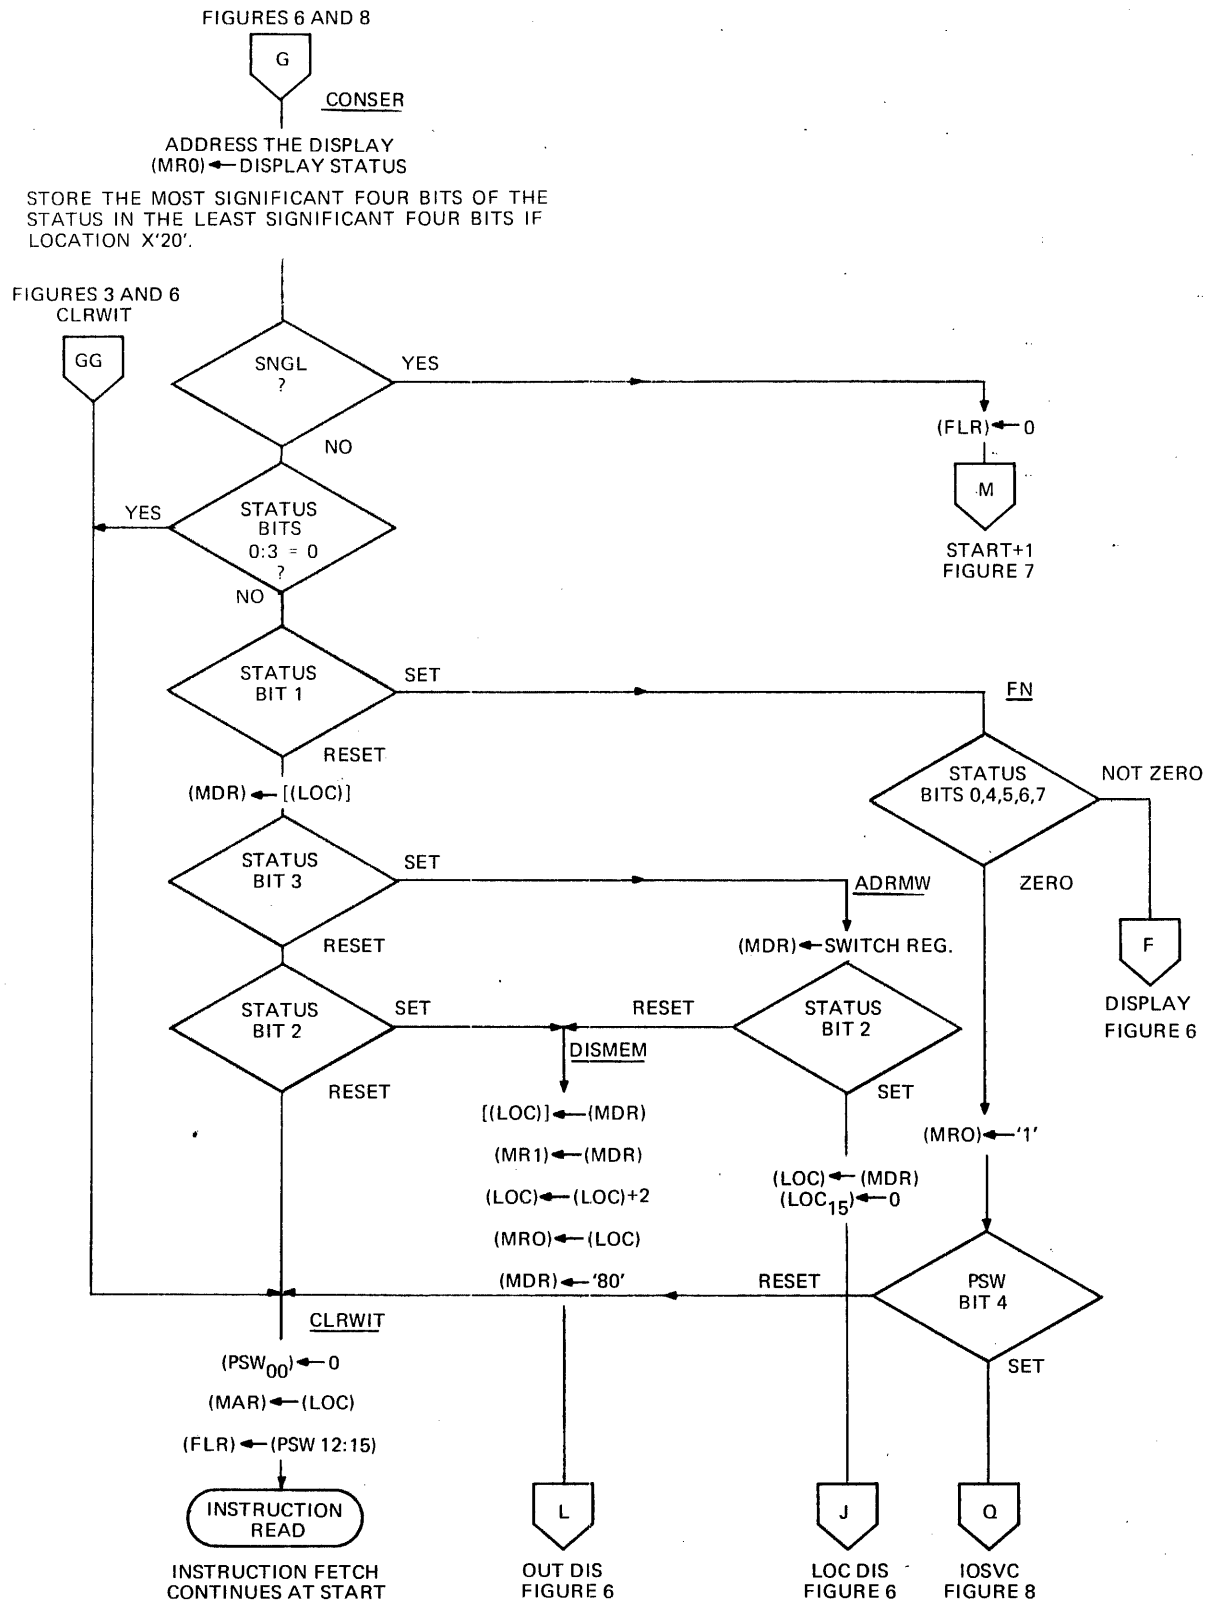 FIGURES 6 AND 8
G
CONSER
ADDRESS THE DISPLAY
(MR0)←DISPLAY STATUS
STORE THE MOST SIGNIFICANT FOUR BITS OF THE
STATUS IN THE LEAST SIGNIFICANT FOUR BITS IF
LOCATION X'20'.
FIGURES 3 AND 6
CLRWIT
GG
SNGL
?
YES
NO
(FLR)←0
M
START+1
FIGURE 7
STATUS
BITS
0:3 = 0
?
YES
NO
STATUS
BIT 1
SET
RESET
FN
STATUS
BITS 0,4,5,6,7
NOT ZERO
ZERO
F
DISPLAY
FIGURE 6
(MDR)←[(LOC)]
STATUS
BIT 3
SET
RESET
ADRMW
(MDR)←SWITCH REG.
STATUS
BIT 2
SET
RESET
STATUS
BIT 2
RESET
SET
DISMEM
[(LOC)]←(MDR)
(MR1)←(MDR)
(LOC)←(LOC)+2
(MRO)←(LOC)
(MDR)←'80'
(LOC)←(MDR)
(LOC15)←0
(MRO)←'1'
PSW
BIT 4
RESET
SET
CLRWIT
(PSW00)←0
(MAR)←(LOC)
(FLR)←(PSW 12:15)
INSTRUCTION
READ
INSTRUCTION FETCH
CONTINUES AT START
L
OUT DIS
FIGURE 6
J
LOC DIS
FIGURE 6
Q
IOSVC
FIGURE 8